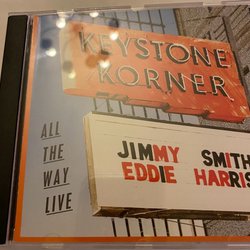 KEYSTONE
KORNER
ALL
THE
WAY
LIVE
JIMMY SMITH
EDDIE HARRIS